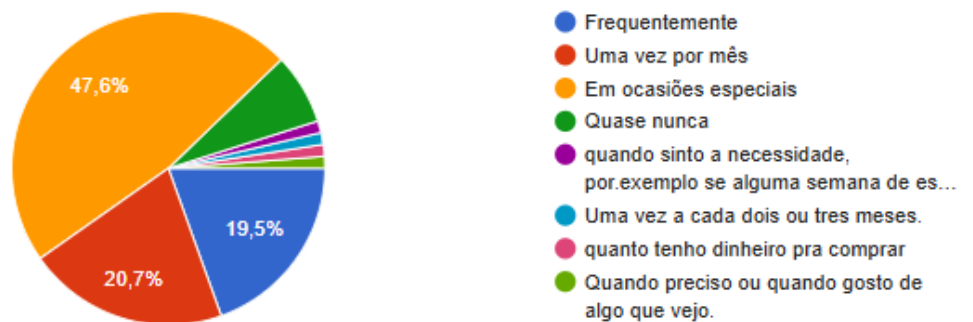 47,6%
20,7%
19,5%
Frequentemente
Uma vez por mês
Em ocasiões especiais
Quase nunca
quando sinto a necessidade,
por.exemplo se alguma semana de es...
Uma vez a cada dois ou tres meses.
quanto tenho dinheiro pra comprar
Quando preciso ou quando gosto de
algo que vejo.